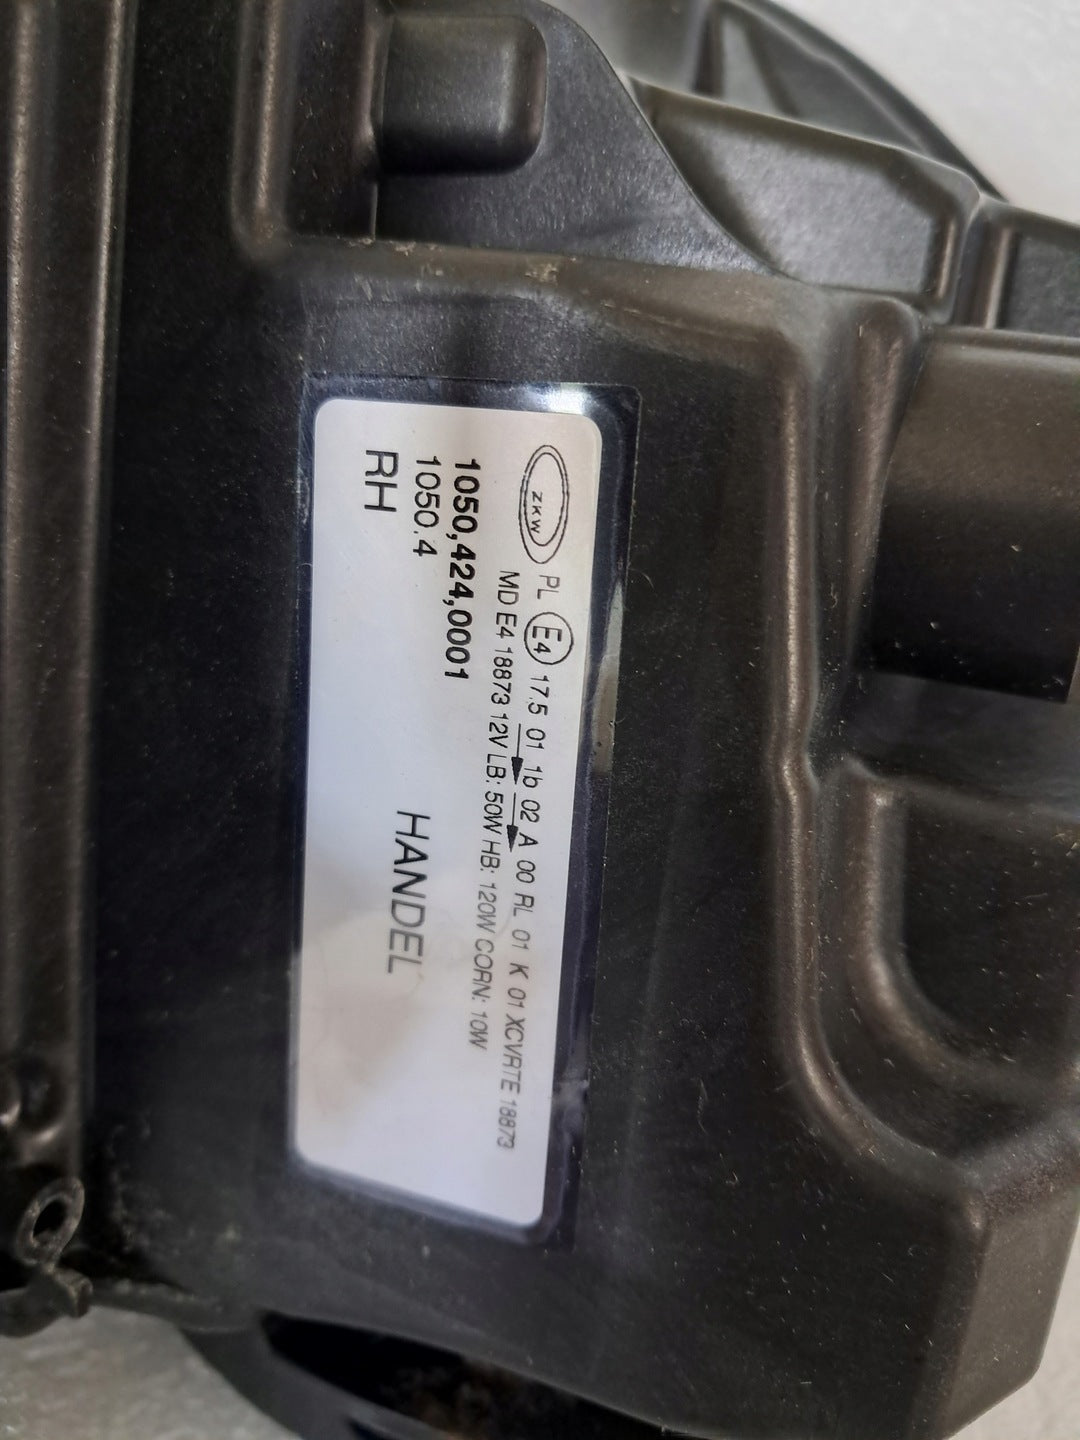 ZKW PL E4 17.5 01 1b 02 A 00 RL 01 K 01 XCVRTE 18873
MD E4 18873 12V LB: 50W HB: 120W CORN: 10W
1050,424,0001
1050,4
RH HANDEL